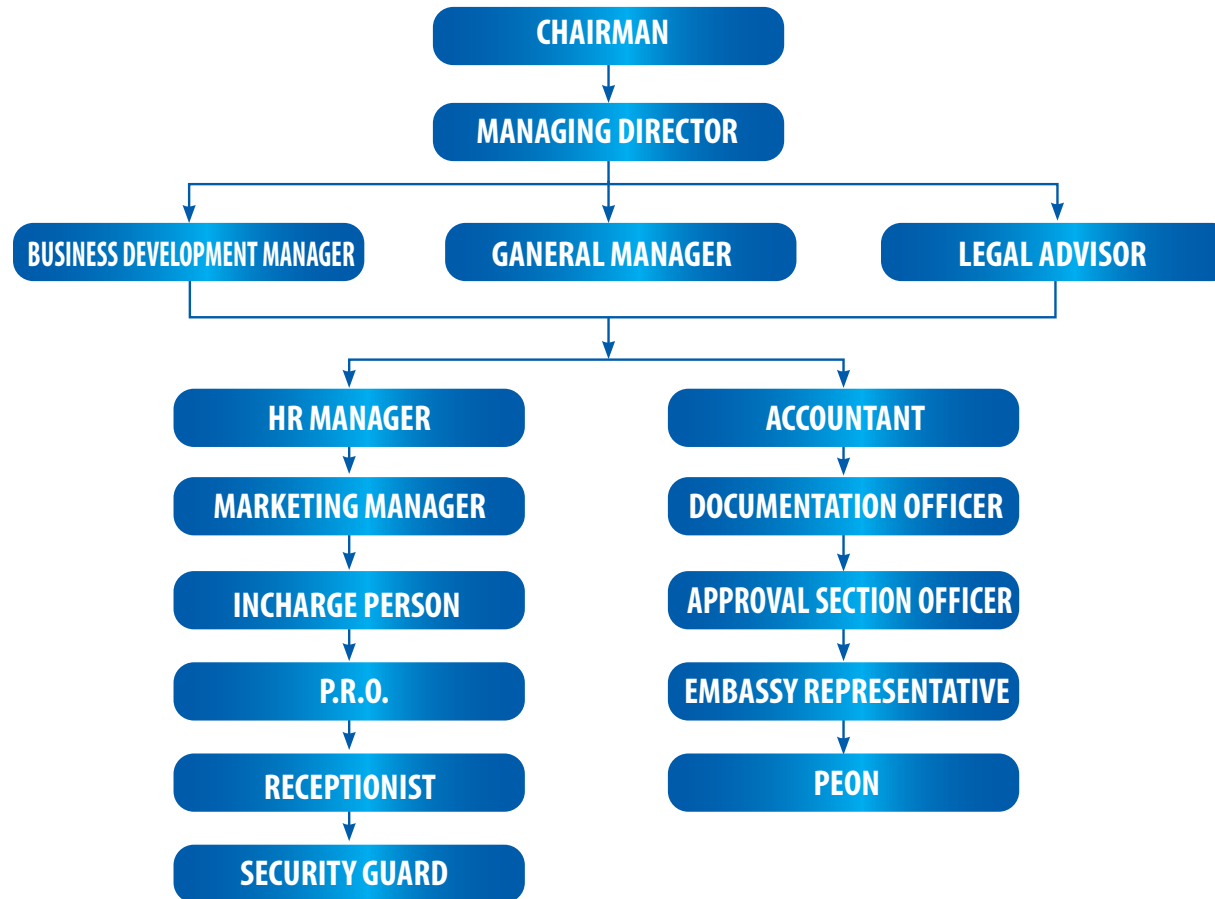 CHAIRMAN
MANAGING DIRECTOR
BUSINESS DEVELOPMENT MANAGER
GANERAL MANAGER
LEGAL ADVISOR
HR MANAGER
ACCOUNTANT
MARKETING MANAGER
DOCUMENTATION OFFICER
INCHARGE PERSON
APPROVAL SECTION OFFICER
P.R.O.
EMBASSY REPRESENTATIVE
RECEPTIONIST
PEON
SECURITY GUARD